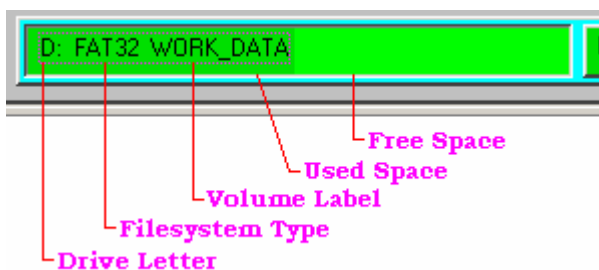 D: FAT32 WORK_DATA
Free Space
Used Space
Volume Label
Filesystem Type
Drive Letter